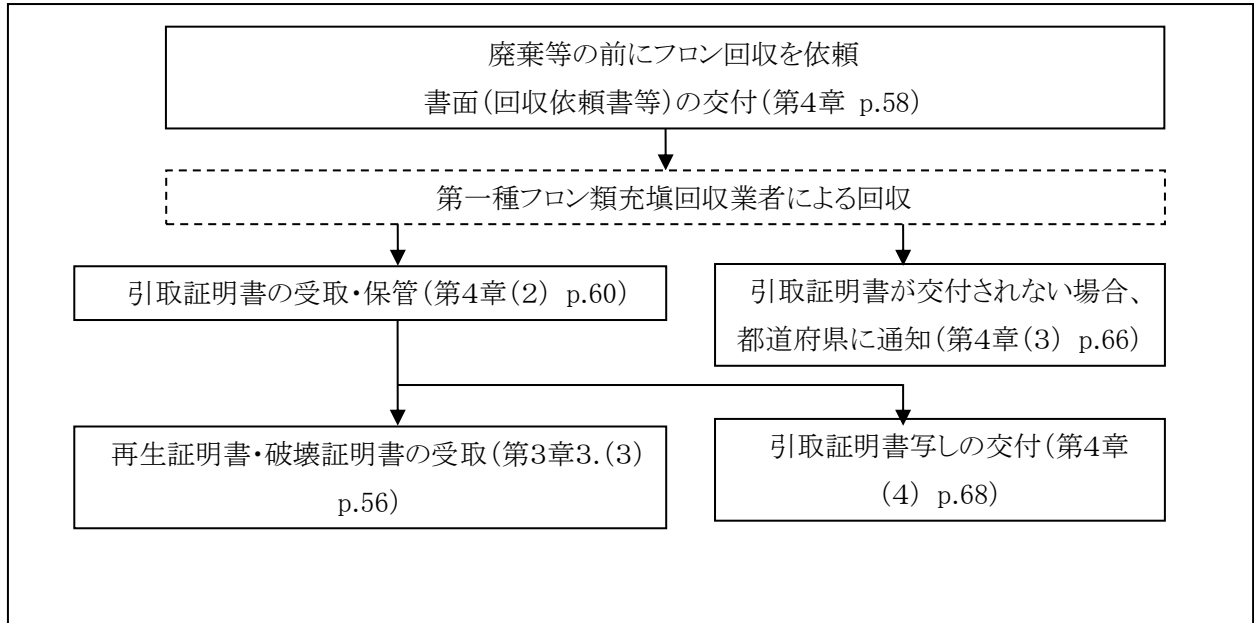 廃棄等の前にフロン回収を依頼
書面(回収依頼書等)の交付(第4章 p.58)
第一種フロン類充塡回収業者による回収
引取証明書の受取・保管(第4章(2) p.60)
引取証明書が交付されない場合、
都道府県に通知(第4章(3) p.66)
再生証明書・破壊証明書の受取(第3章3.(3)
p.56)
引取証明書写しの交付(第4章
(4) p.68)